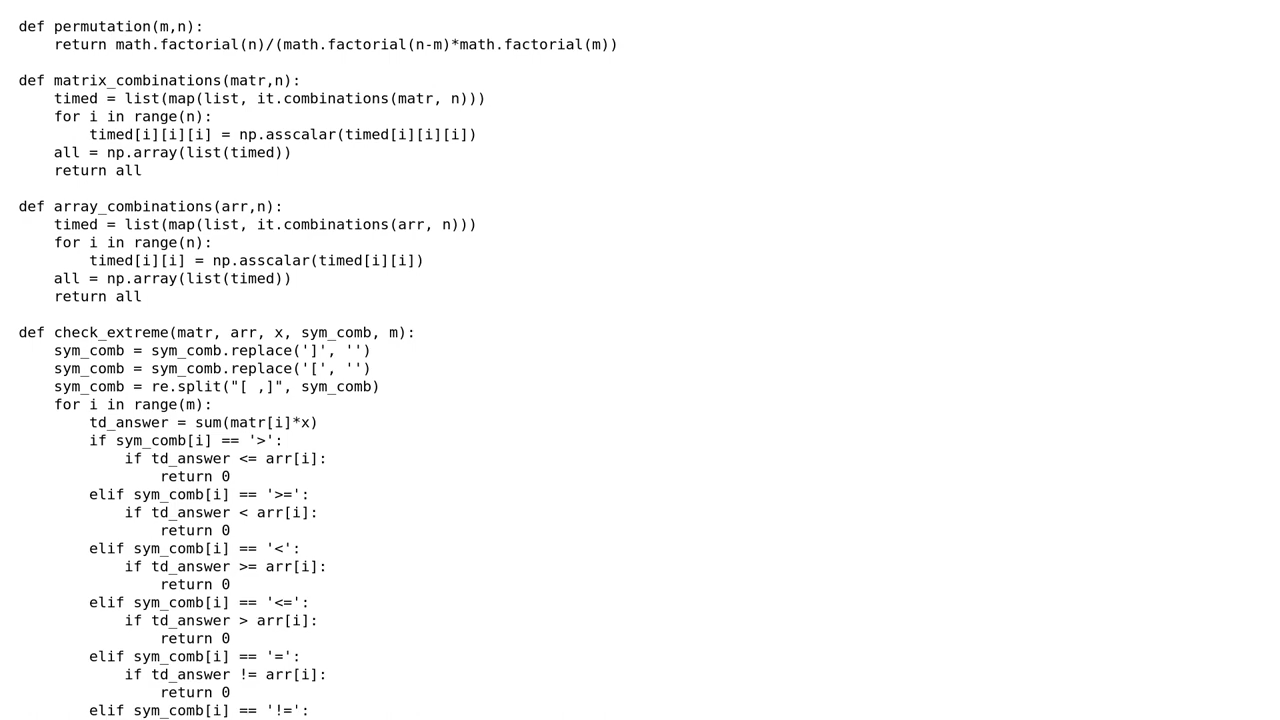 def permutation(m,n):
    return math.factorial(n)/(math.factorial(n-m)*math.factorial(m))

def matrix_combinations(matr,n):
    timed = list(map(list, it.combinations(matr, n)))
    for i in range(n):
        timed[i][i][i] = np.asscalar(timed[i][i][i])
    all = np.array(list(timed))
    return all

def array_combinations(arr,n):
    timed = list(map(list, it.combinations(arr, n)))
    for i in range(n):
        timed[i][i] = np.asscalar(timed[i][i])
    all = np.array(list(timed))
    return all

def check_extreme(matr, arr, x, sym_comb, m):
    sym_comb = sym_comb.replace(']', '')
    sym_comb = sym_comb.replace('[', '')
    sym_comb = re.split("[ ,]", sym_comb)
    for i in range(m):
        td_answer = sum(matr[i]*x)
        if sym_comb[i] == '>':
            if td_answer <= arr[i]:
                return 0
        elif sym_comb[i] == '>=':
            if td_answer < arr[i]:
                return 0
        elif sym_comb[i] == '<':
            if td_answer >= arr[i]:
                return 0
        elif sym_comb[i] == '<=':
            if td_answer > arr[i]:
                return 0
        elif sym_comb[i] == '=':
            if td_answer != arr[i]:
                return 0
        elif sym_comb[i] == '!=':